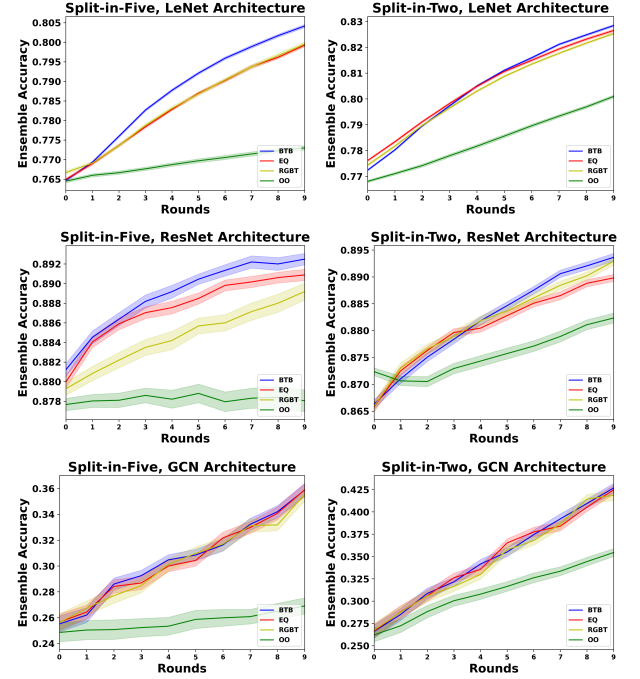 Split-in-Five, LeNet Architecture
Ensemble Accuracy
0.805
0.800
0.795
0.790
0.785
0.780
0.775
0.770
0.765
BTB
EQ
RGBT
OO
0 1 2 3 4 5 6 7 8 9
Rounds
Split-in-Two, LeNet Architecture
Ensemble Accuracy
0.83
0.82
0.81
0.80
0.79
0.78
0.77
BTB
EQ
RGBT
OO
0 1 2 3 4 5 6 7 8 9
Rounds
Split-in-Five, ResNet Architecture
Ensemble Accuracy
0.892
0.890
0.888
0.886
0.884
0.882
0.880
0.878
BTB
EQ
RGBT
OO
0 1 2 3 4 5 6 7 8 9
Rounds
Split-in-Two, ResNet Architecture
Ensemble Accuracy
0.895
0.890
0.885
0.880
0.875
0.870
0.865
BTB
EQ
RGBT
OO
0 1 2 3 4 5 6 7 8 9
Rounds
Split-in-Five, GCN Architecture
Ensemble Accuracy
0.36
0.34
0.32
0.30
0.28
0.26
0.24
BTB
EQ
RGBT
OO
0 1 2 3 4 5 6 7 8 9
Rounds
Split-in-Two, GCN Architecture
Ensemble Accuracy
0.425
0.400
0.375
0.350
0.325
0.300
0.275
0.250
BTB
EQ
RGBT
OO
0 1 2 3 4 5 6 7 8 9
Rounds